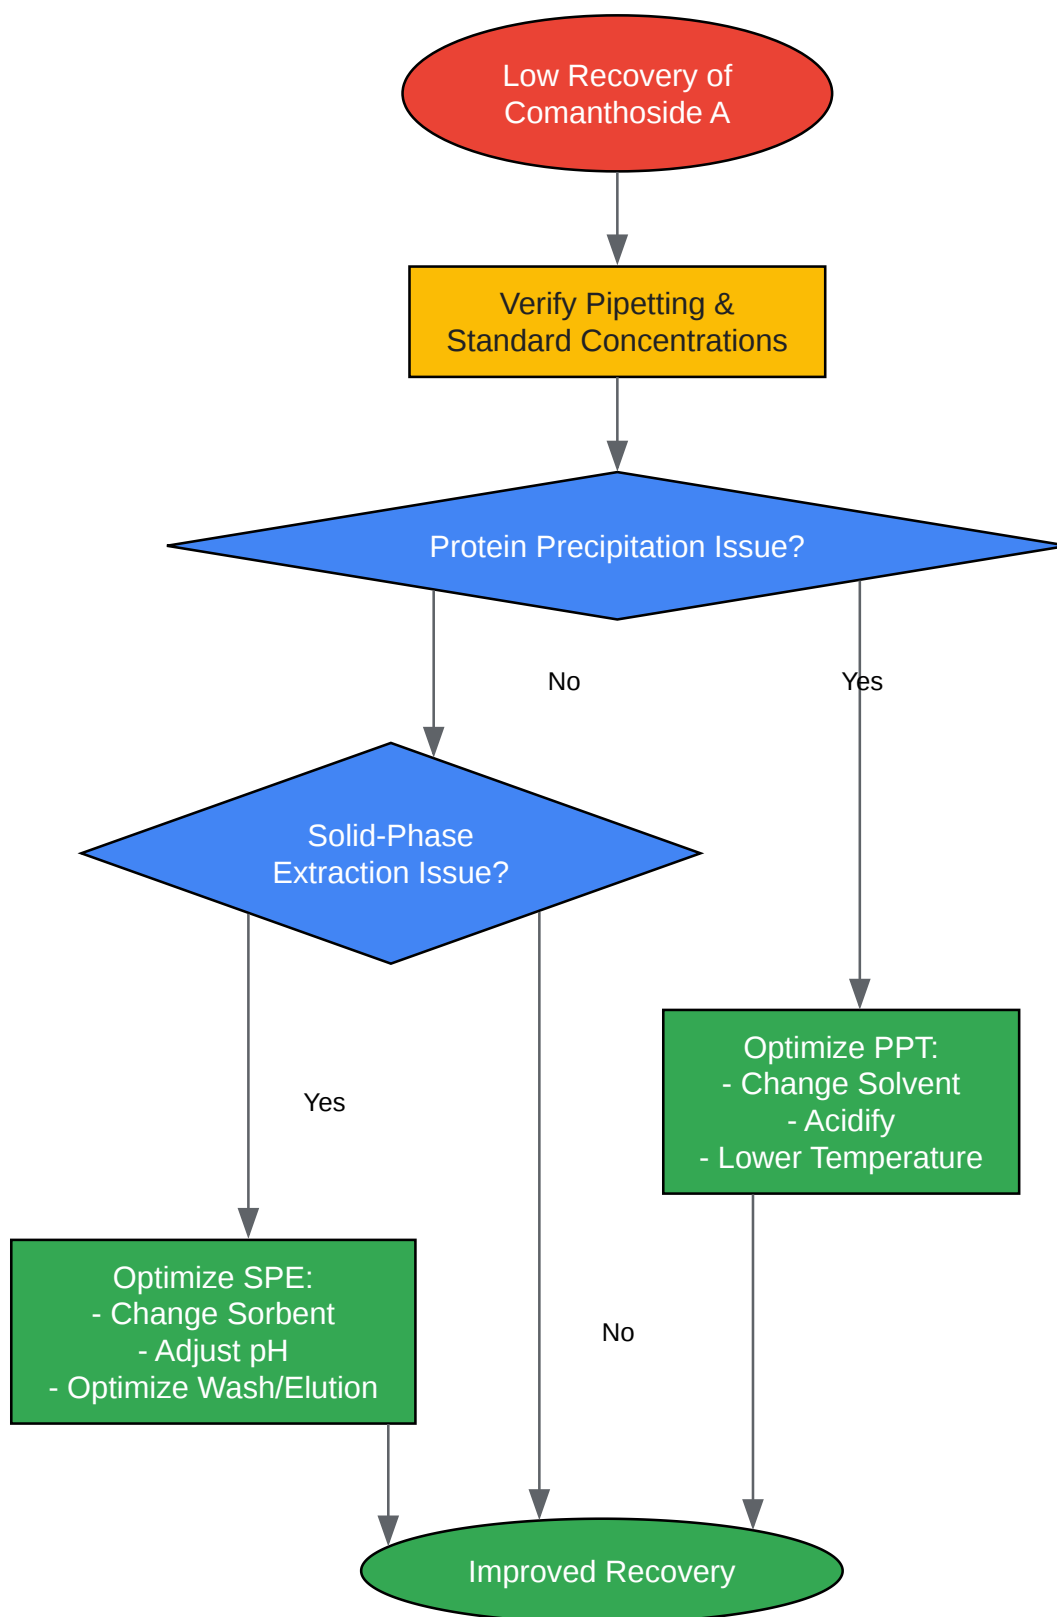 Low Recovery of
Comanthoside A
Verify Pipetting &
Standard Concentrations
Protein Precipitation Issue?
No
Yes
Solid-Phase
Extraction Issue?
Optimize PPT:
- Change Solvent
- Acidify
- Lower Temperature
Yes
Optimize SPE:
- Change Sorbent
- Adjust pH
- Optimize Wash/Elution
No
Improved Recovery